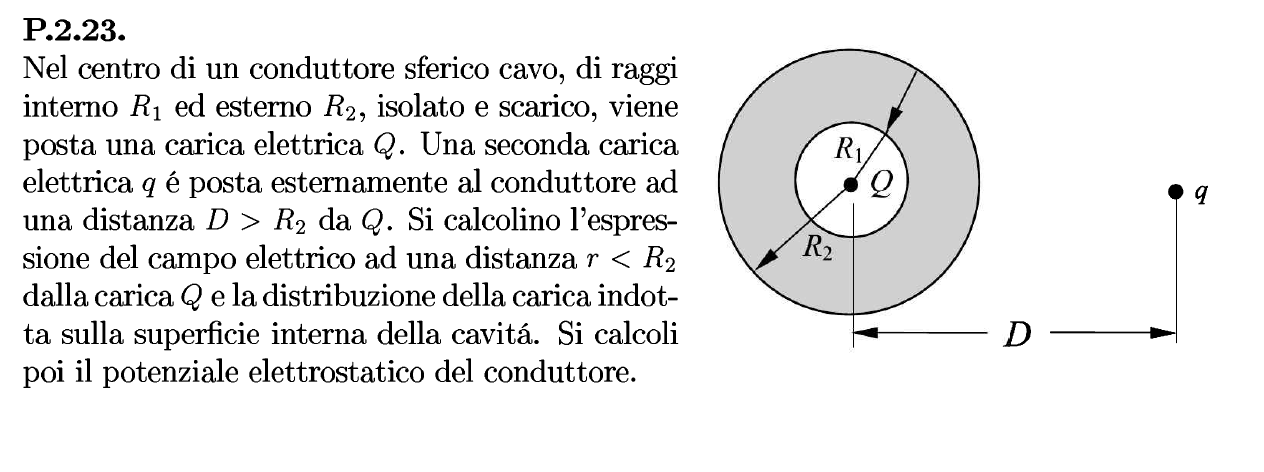 P.2.23.
Nel centro di un conduttore sferico cavo, di raggi
interno R₁ ed esterno R₂, isolato e scarico, viene
posta una carica elettrica Q. Una seconda carica
elettrica q é posta esternamente al conduttore ad
una distanza D > R₂ da Q. Si calcolino l'espres-
sione del campo elettrico ad una distanza r < R₂
dalla carica Q e la distribuzione della carica indot-
ta sulla superficie interna della cavitá. Si calcoli
poi il potenziale elettrostatico del conduttore.
R₁
Q
q
R₂
D